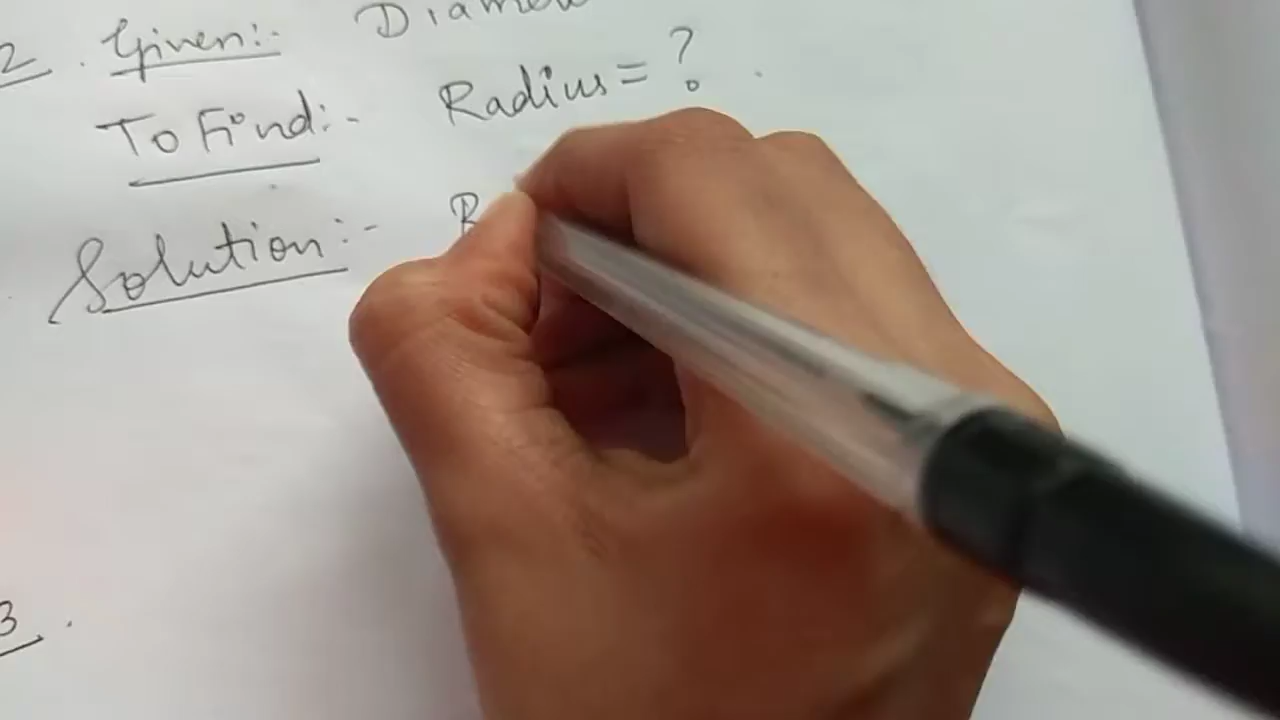 2. Given:-
To Find:- Radius = ?
Solution:- R
3.